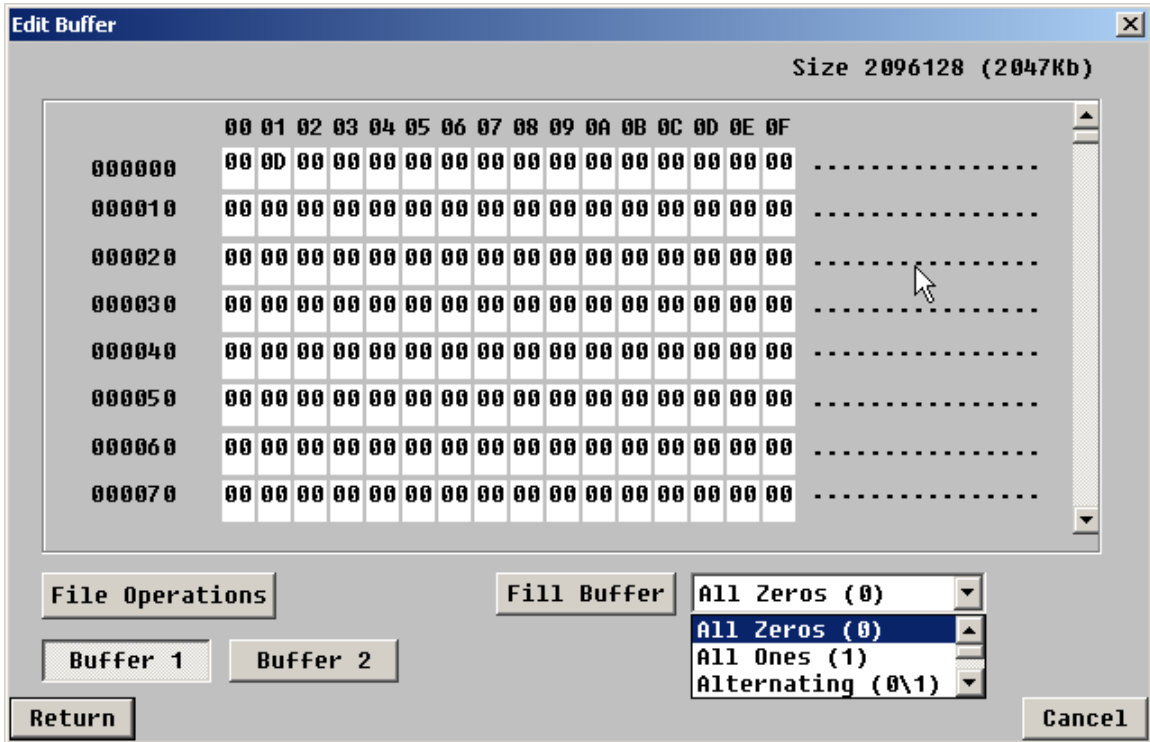 Edit Buffer
Size 2096128 (2047Kb)
00 01 02 03 04 05 06 07 08 09 0A 0B 0C 0D 0E 0F
000000 00 0D 00 00 00 00 00 00 00 00 00 00 00 00 00 00 ................
000010 00 00 00 00 00 00 00 00 00 00 00 00 00 00 00 00 ................
000020 00 00 00 00 00 00 00 00 00 00 00 00 00 00 00 00 ................
000030 00 00 00 00 00 00 00 00 00 00 00 00 00 00 00 00 ................
000040 00 00 00 00 00 00 00 00 00 00 00 00 00 00 00 00 ................
000050 00 00 00 00 00 00 00 00 00 00 00 00 00 00 00 00 ................
000060 00 00 00 00 00 00 00 00 00 00 00 00 00 00 00 00 ................
000070 00 00 00 00 00 00 00 00 00 00 00 00 00 00 00 00 ................
File Operations Fill Buffer All Zeros (0)
All Zeros (0)
All Ones (1)
Alternating (0\1)
Buffer 1 Buffer 2
Return Cancel